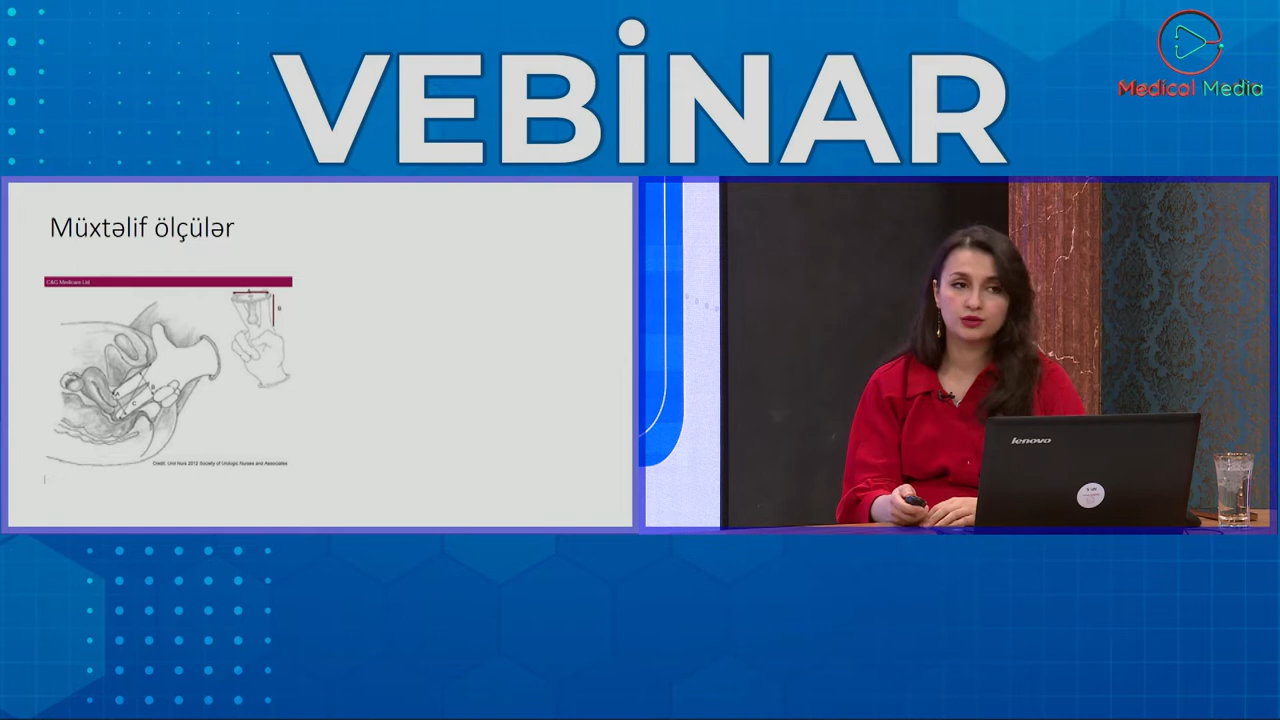 VEBİNAR
Medical Media
Müxtəlif ölçülər
C&G Medicare Ltd
A
B
A
B
C
Credit: Urol Nurs 2012 Society of Urologic Nurses and Associates
lenovo